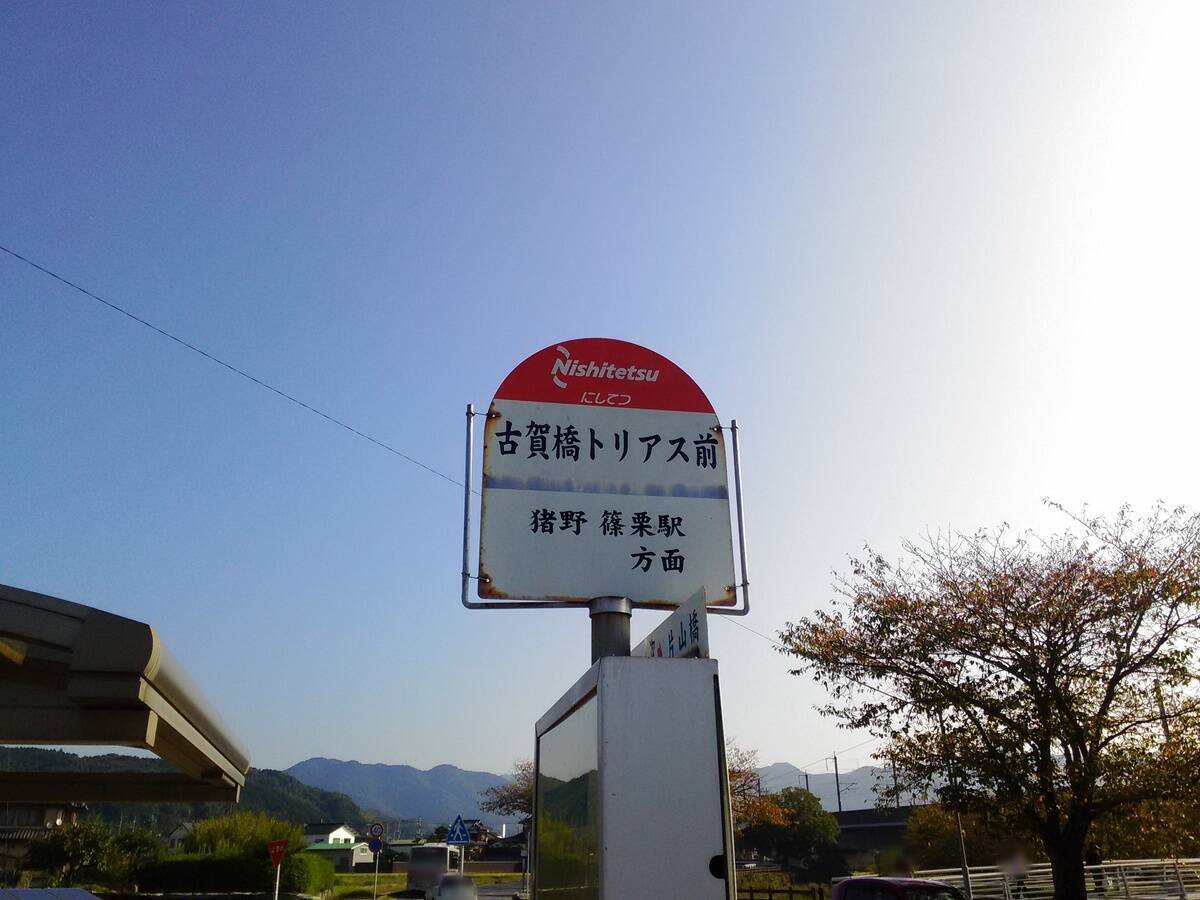 Nishitetsu
にしてつ
古賀橋トリアス前
猪野 篠栗駅
方面
片山橋